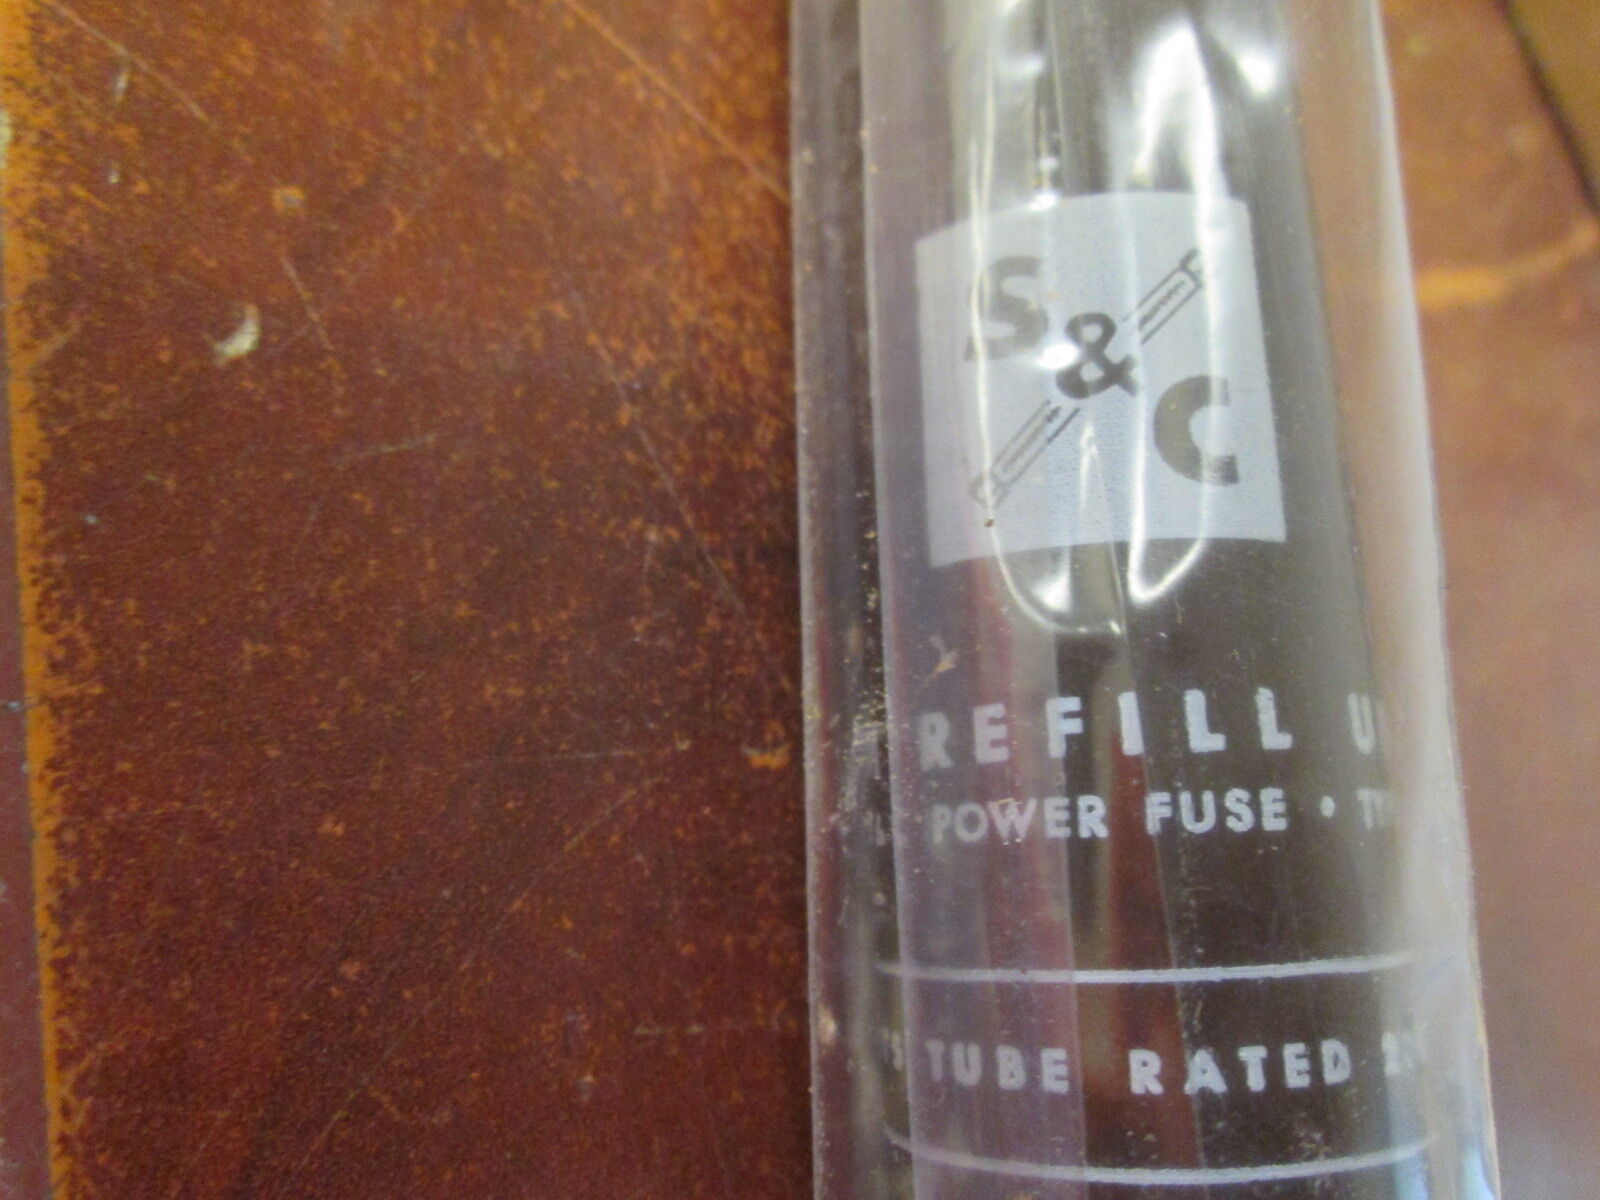 S&C
REFILL
POWER FUSE •
TUBE RATED